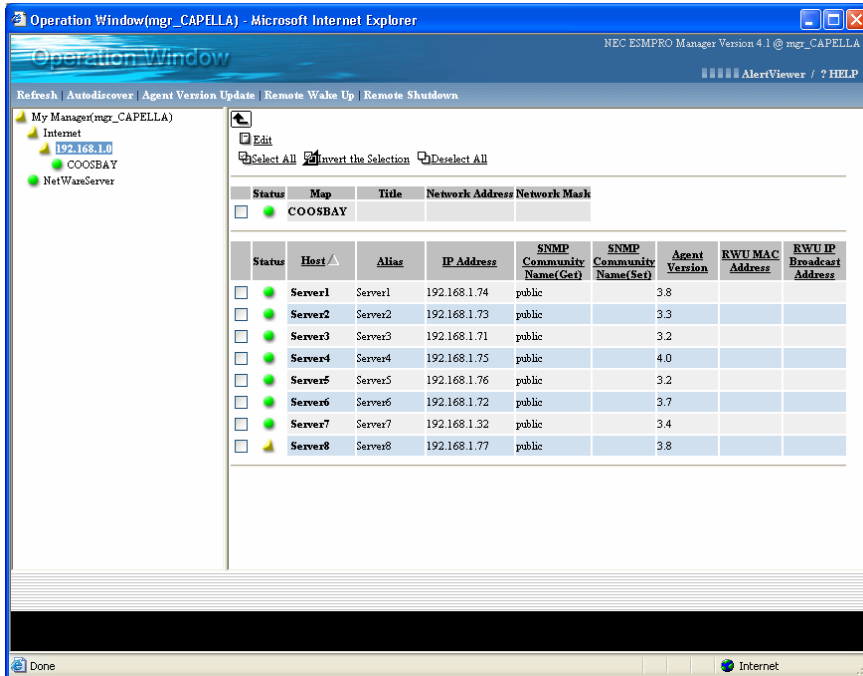 Operation Window(mgr_CAPELLA) - Microsoft Internet Explorer
NEC ESMPRO Manager Version 4.1 @ mgr_CAPELLA
Operation Window
AlertViewer / ? HELP
Refresh | Autodiscover | Agent Version Update | Remote Wake Up | Remote Shutdown
My Manager(mgr_CAPELLA)
Internet
192.168.1.0
COOSBAY
NetWareServer
Edit
Select All Invert the Selection Deselect All
Status Map Title Network Address Network Mask
COOSBAY
Status Host Alias IP Address SNMP Community Name(Get) SNMP Community Name(Set) Agent Version RWU MAC Address RWU IP Broadcast Address
Server1 Server1 192.168.1.74 public 3.8
Server2 Server2 192.168.1.73 public 3.3
Server3 Server3 192.168.1.71 public 3.2
Server4 Server4 192.168.1.75 public 4.0
Server5 Server5 192.168.1.76 public 3.2
Server6 Server6 192.168.1.72 public 3.7
Server7 Server7 192.168.1.32 public 3.4
Server8 Server8 192.168.1.77 public 3.8
Done
Internet